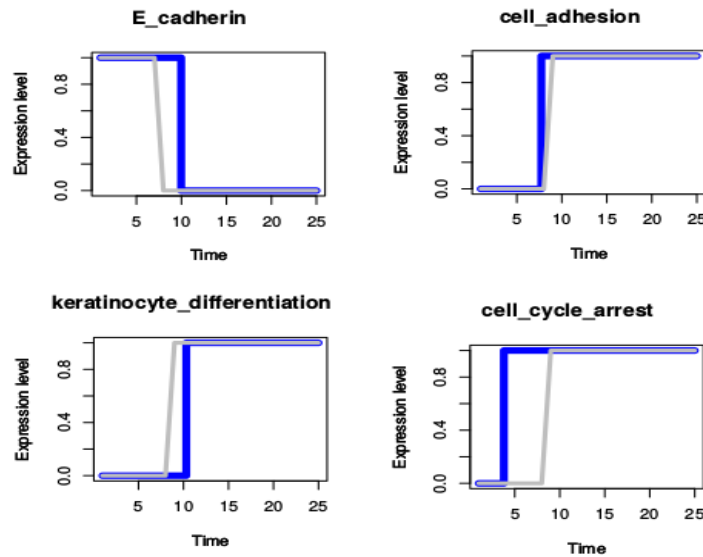 E_cadherin
Expression level
0.0 0.4 0.8
5 10 15 20 25
Time
cell_adhesion
Expression level
0.0 0.4 0.8
5 10 15 20 25
Time
keratinocyte_differentiation
Expression level
0.0 0.4 0.8
5 10 15 20 25
Time
cell_cycle_arrest
Expression level
0.0 0.4 0.8
5 10 15 20 25
Time